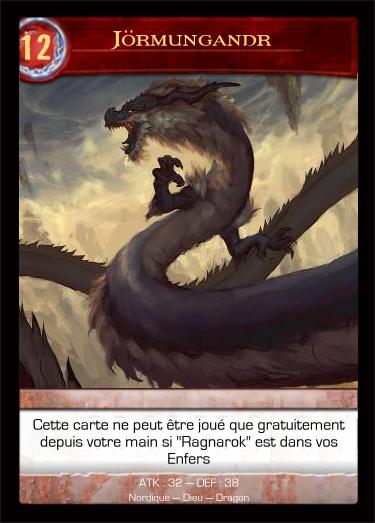 12
JÖRMUNGANDR
Cette carte ne peut être joué que gratuitement
depuis votre main si "Ragnarok" est dans vos
Enfers
ATK : 32 — DEF : 38
Nordique — Dieu — Dragon